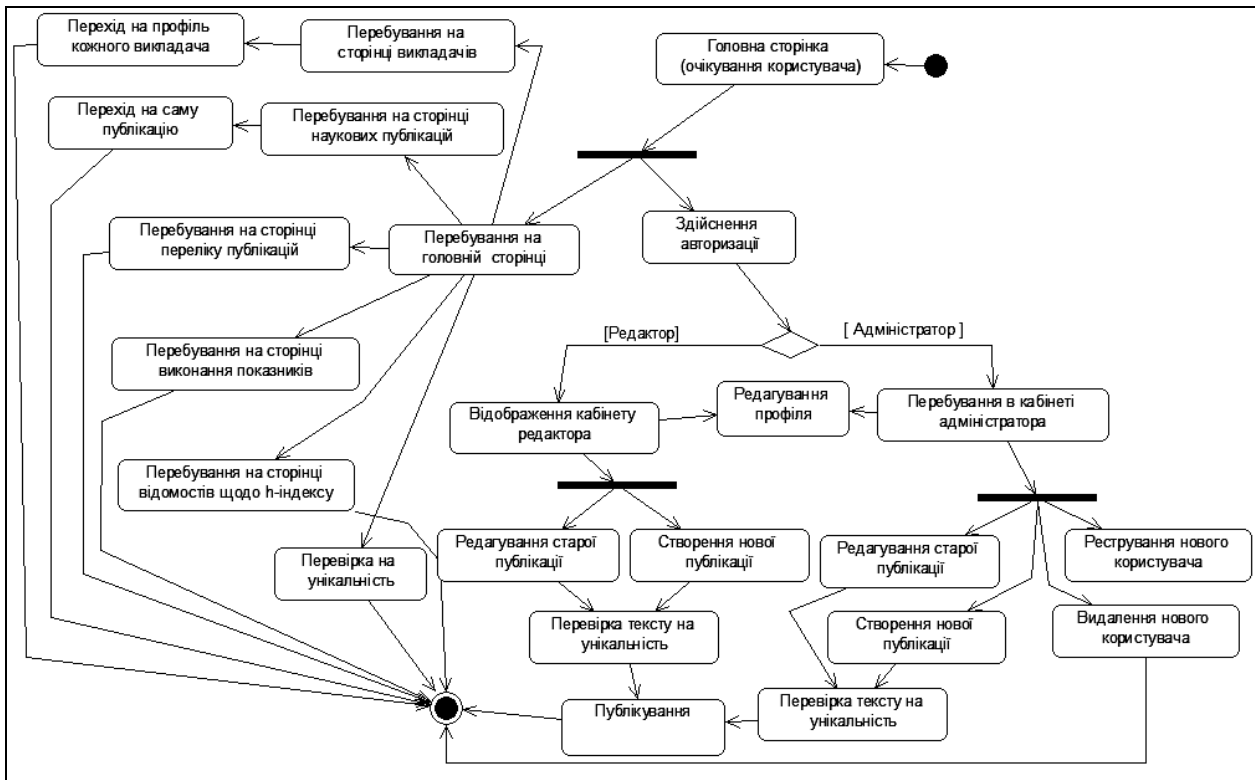 Перехід на профіль
кожного викладача
Перебування на
сторінці викладачів
Головна сторінка
(очікування користувача)
Перехід на саму
публікацію
Перебування на сторінці
наукових публікацій
Перебування на сторінці
переліку публікацій
Перебування на
головній сторінці
Здійснення
авторизації
[Редактор]
[ Адміністратор ]
Перебування на сторінці
виконання показників
Відображення кабінету
редактора
Редагування
профіля
Перебування в кабінеті
адміністратора
Перебування на сторінці
відомостів щодо h-індексу
Перевірка на
унікальність
Редагування старої
публікації
Створення нової
публікації
Редагування старої
публікації
Рестрування нового
користувача
Перевірка тексту на
унікальність
Створення нової
публікації
Видалення нового
користувача
Публікування
Перевірка тексту на
унікальність